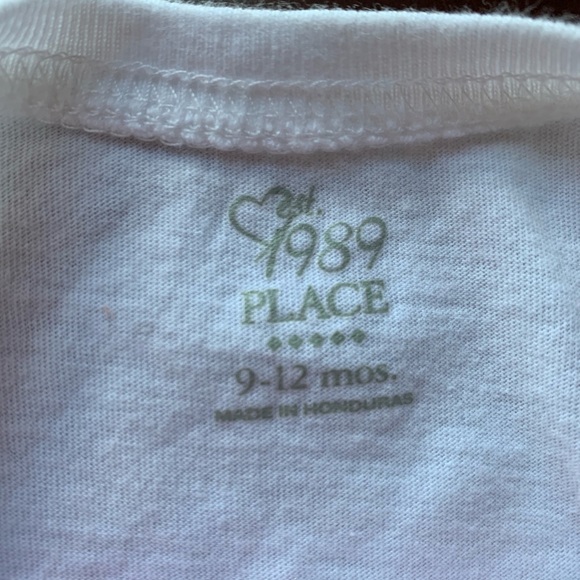 est.
1989
PLACE
9-12 mos.
MADE IN HONDURAS